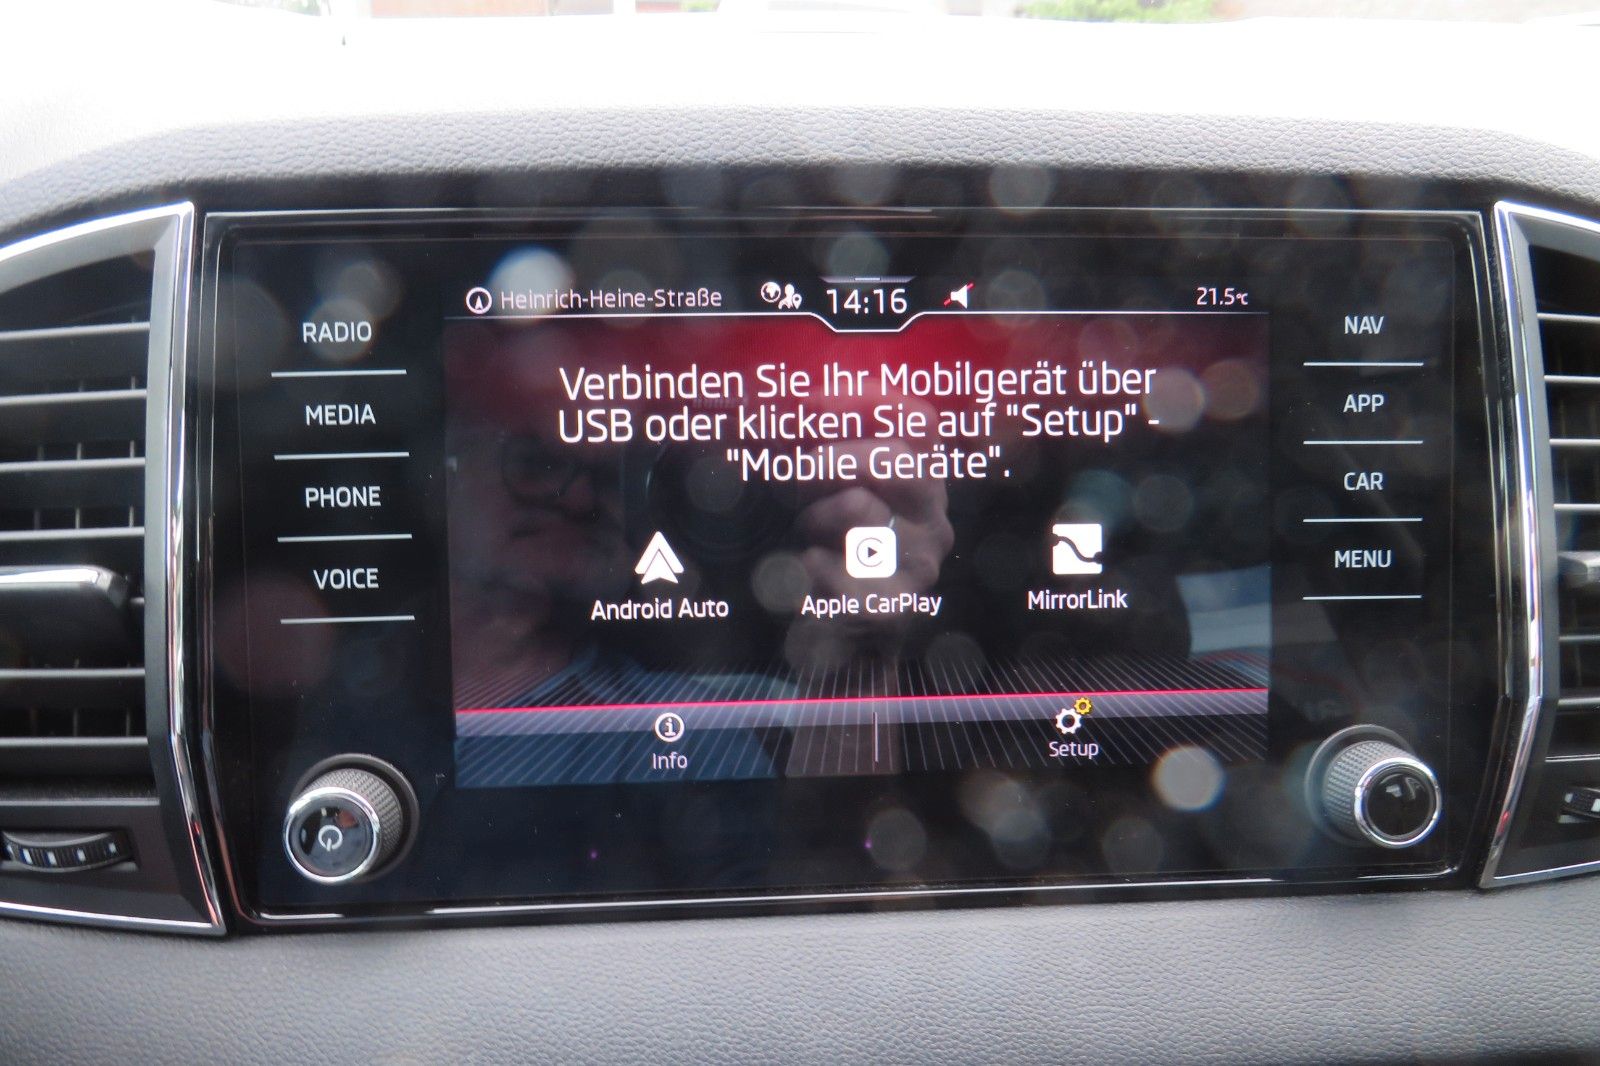 Heinrich-Heine-Straße
14:16
21.5°C
RADIO
MEDIA
PHONE
VOICE
NAV
APP
CAR
MENU
Verbinden Sie Ihr Mobilgerät über
USB oder klicken Sie auf "Setup" -
"Mobile Geräte".
Android Auto
Apple CarPlay
MirrorLink
Info
Setup